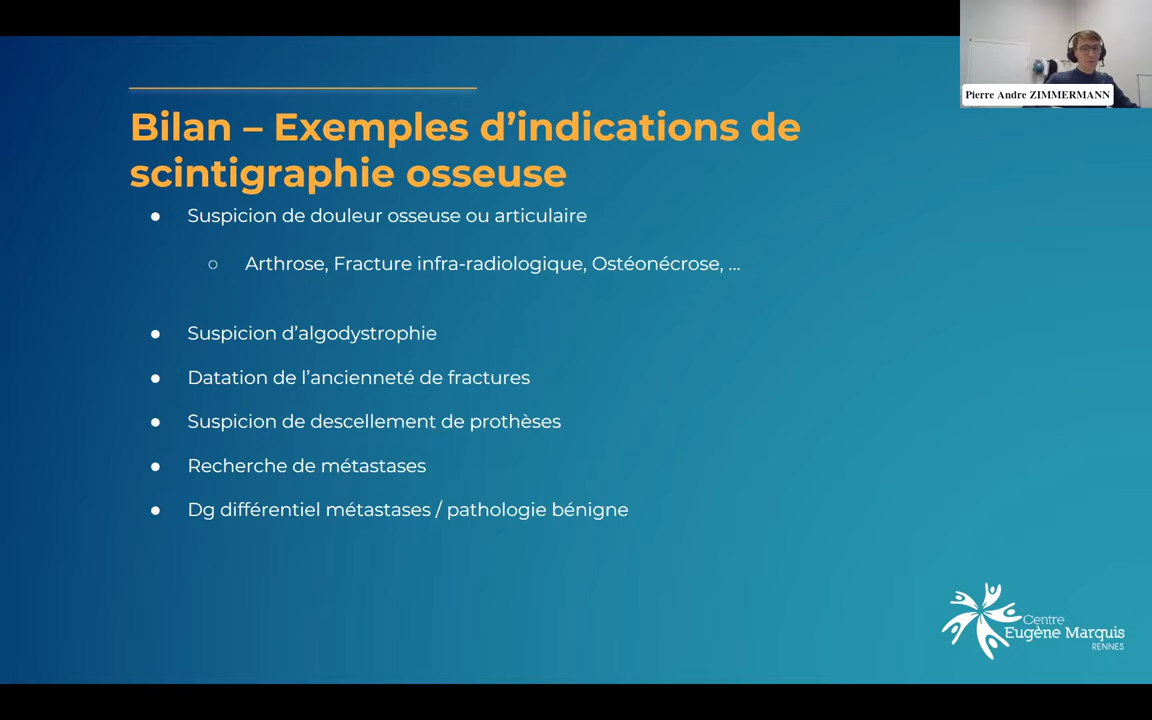 Pierre Andre ZIMMERMANN
Bilan – Exemples d’indications de
scintigraphie osseuse
● Suspicion de douleur osseuse ou articulaire
○ Arthrose, Fracture infra-radiologique, Ostéonécrose, ...
● Suspicion d’algodystrophie
● Datation de l’ancienneté de fractures
● Suspicion de descellement de prothèses
● Recherche de métastases
● Dg différentiel métastases / pathologie bénigne
Centre
Eugène Marquis
RENNES